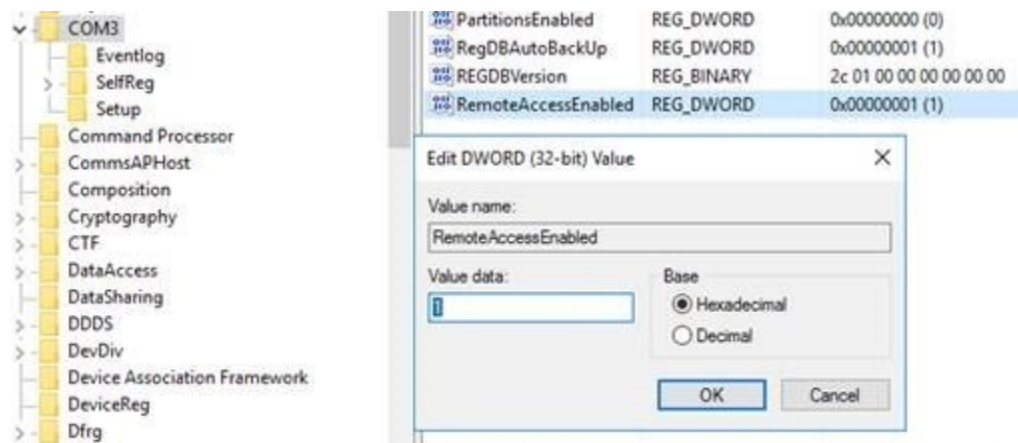 COM3
Eventlog
SelfReg
Setup
Command Processor
CommsAPHost
Composition
Cryptography
CTF
DataAccess
DataSharing
DDDS
DevDiv
Device Association Framework
DeviceReg
Dfrg
PartitionsEnabled REG_DWORD 0x00000000 (0)
RegDBAutoBackUp REG_DWORD 0x00000001 (1)
REGDBVersion REG_BINARY 2c 01 00 00 00 00 00 00
RemoteAccessEnabled REG_DWORD 0x00000001 (1)
Edit DWORD (32-bit) Value
Value name:
RemoteAccessEnabled
Value data:
1
Base
Hexadecimal
Decimal
OK Cancel